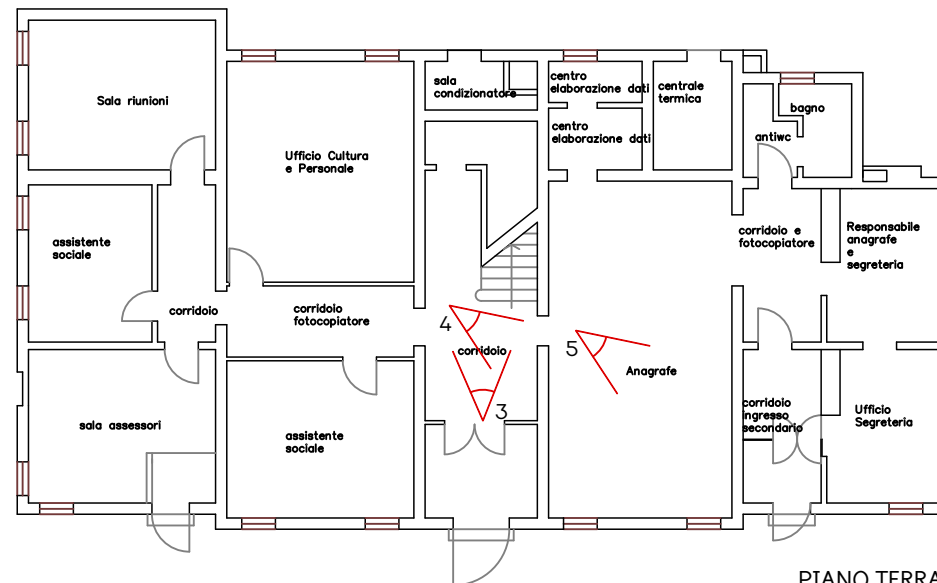 Sala riunioni
Ufficio Cultura
e Personale
sala
condizionatore
centro
elaborazione dati
centro
elaborazione dati
centrale
termica
bagno
antiwc
assistente
sociale
corridoio
corridoio
fotocopiatore
corridoio e
fotocopiatore
Responsabile
anagrafe
e
segreteria
4
corridoio
3
5
Anagrafe
sala assessori
assistente
sociale
corridoio
ingresso
secondario
Ufficio
Segreteria
PIANO TERRA